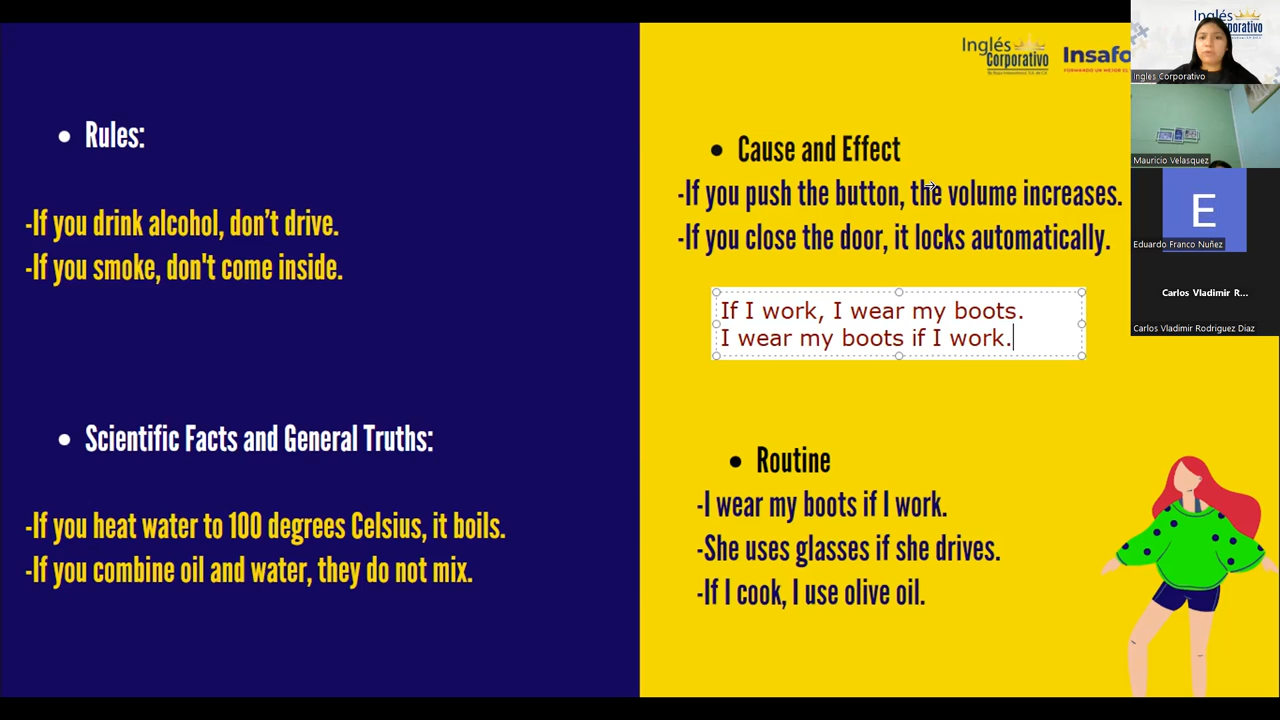 Rules:
-If you drink alcohol, don’t drive.
-If you smoke, don't come inside.
Scientific Facts and General Truths:
-If you heat water to 100 degrees Celsius, it boils.
-If you combine oil and water, they do not mix.
Inglés
Corporativo
Insafo
Cause and Effect
-If you push the button, the volume increases.
-If you close the door, it locks automatically.
If I work, I wear my boots.
I wear my boots if I work.
Routine
-I wear my boots if I work.
-She uses glasses if she drives.
-If I cook, I use olive oil.
Inglés
Corporativo
Ingles Corporativo
Mauricio Velasquez
E
Eduardo Franco Nuñez
Carlos Vladimir R...
Carlos Vladimir Rodriguez Diaz